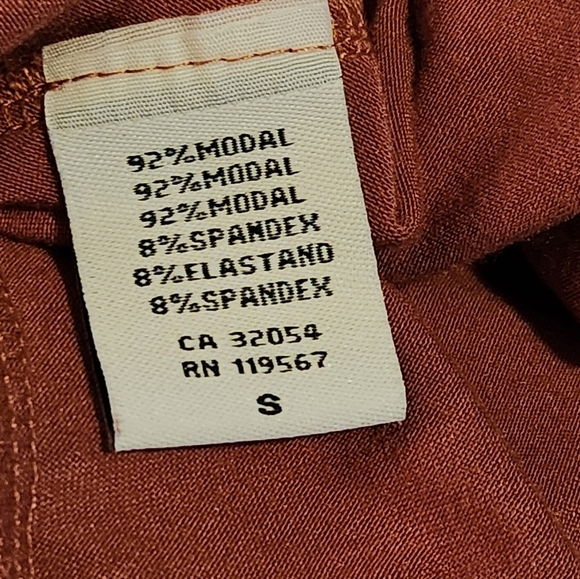 92%MODAL
92%MODAL
92%MODAL
8%SPANDEX
8%ELASTANO
8%SPANDEX
CA 32054
RN 119567
S